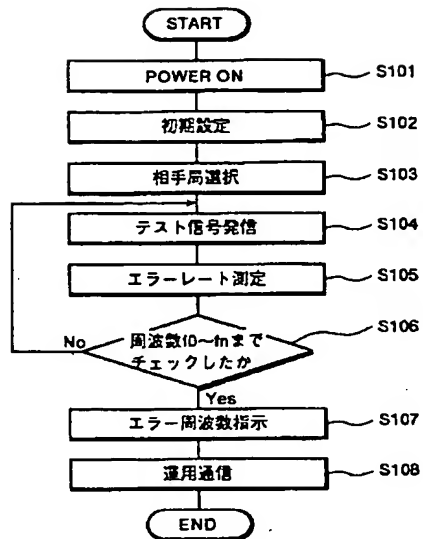 START
POWER ON
S101
初期設定
S102
相手局選択
S103
テスト信号発信
S104
エラーレート測定
S105
周波数f0～fnまで
チェックしたか
S106
No
Yes
エラー周波数指示
S107
運用通信
S108
END